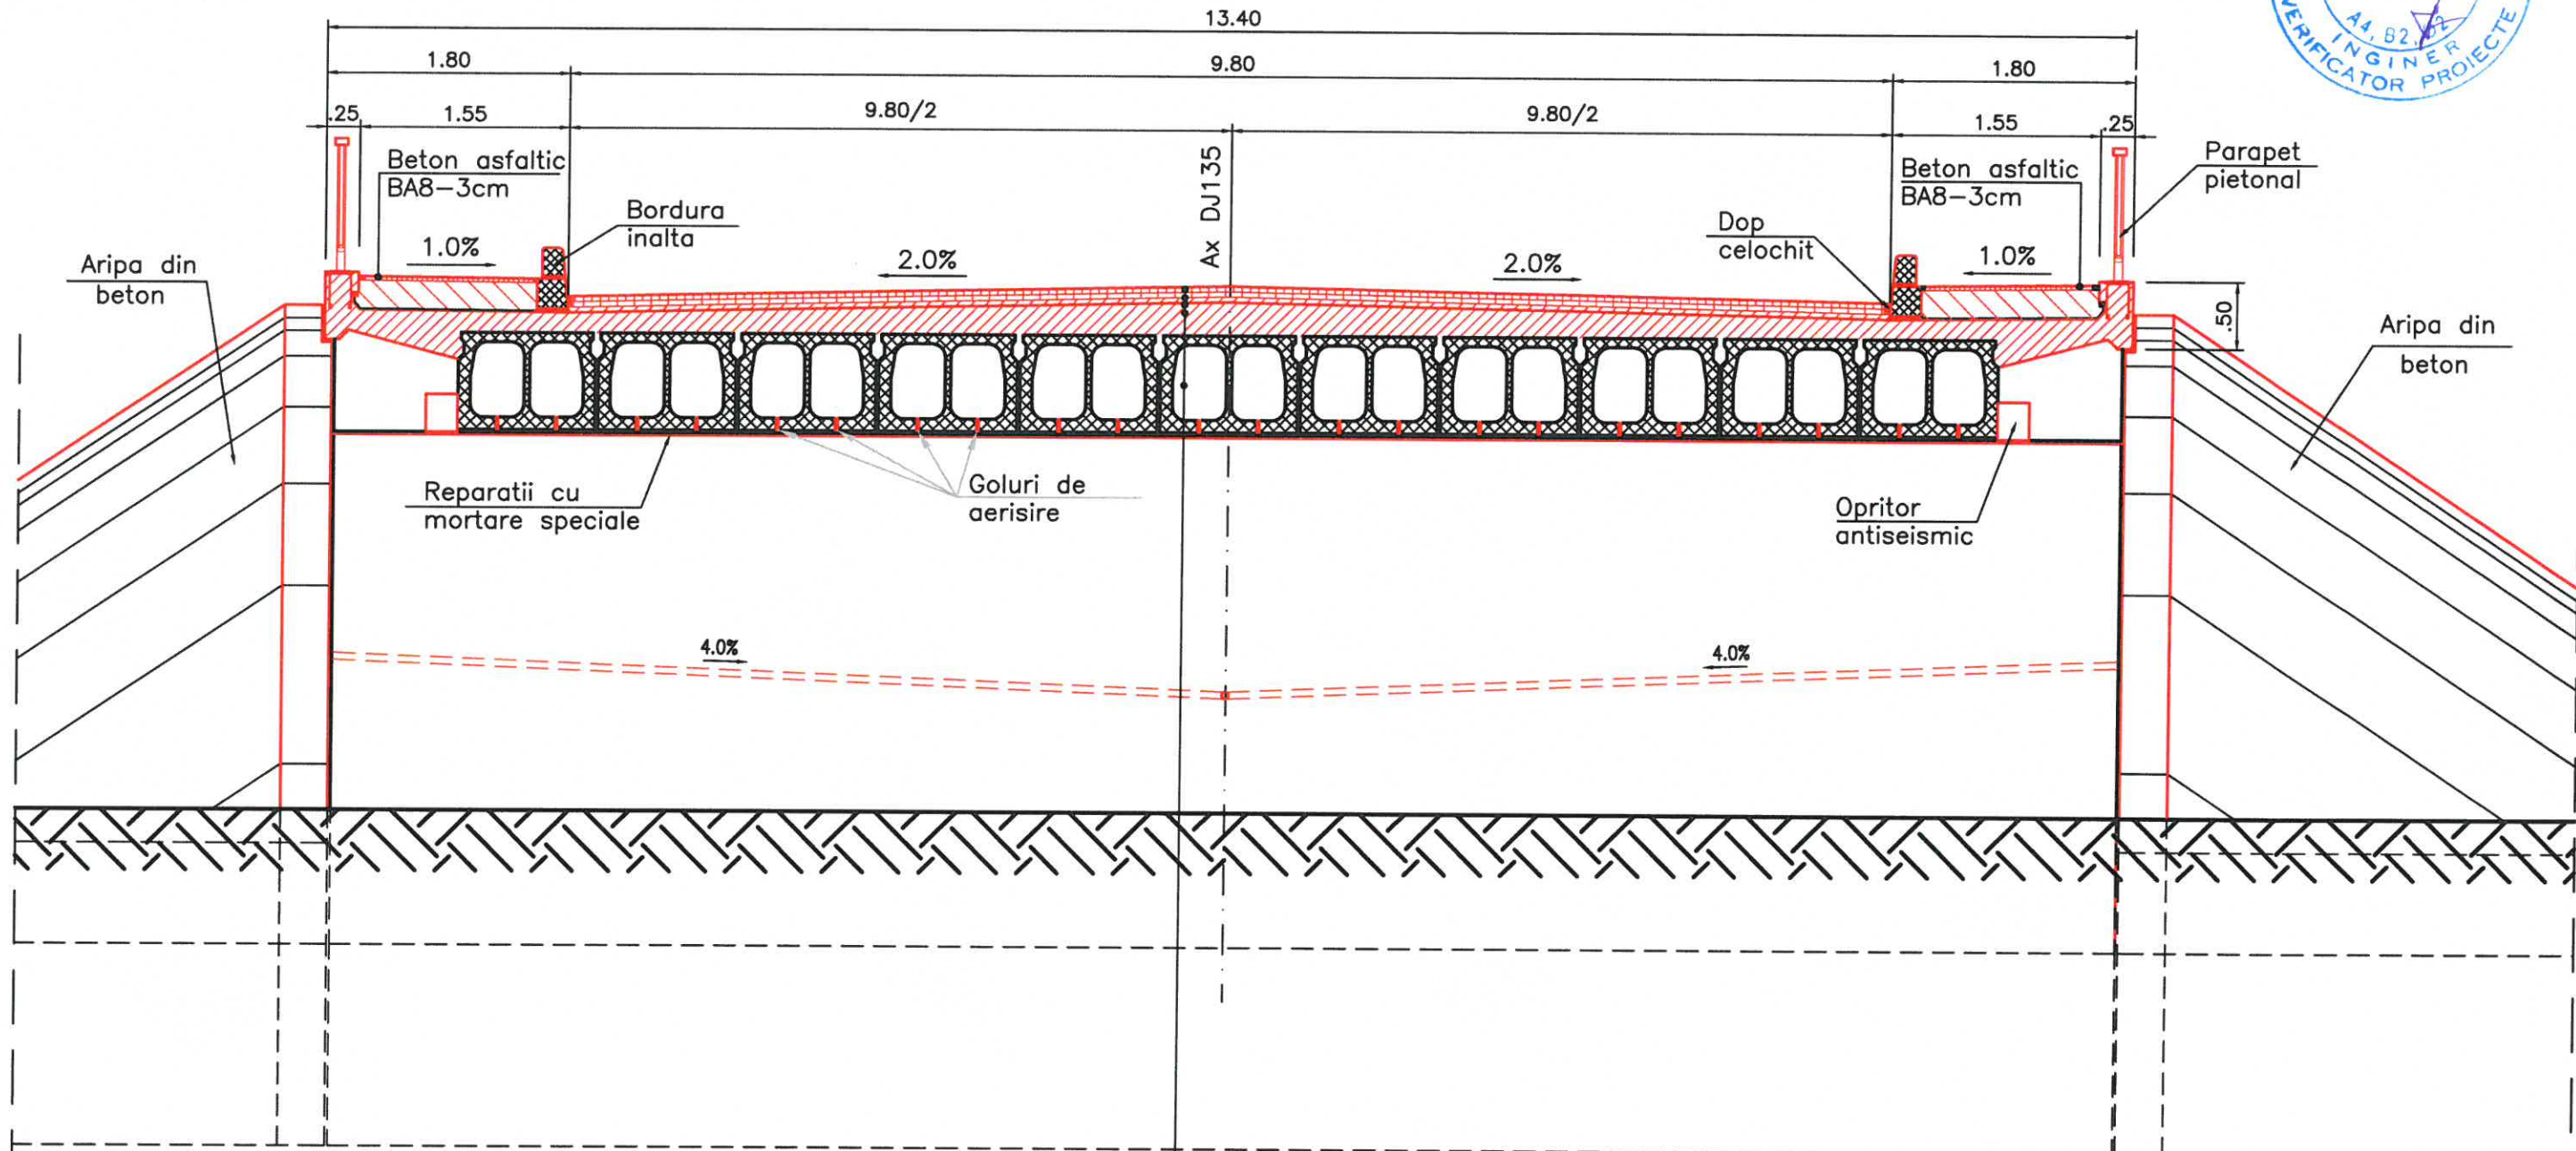 13.40
1.80
9.80
1.80
.25
1.55
9.80/2
9.80/2
1.55
.25
Beton asfaltic
BA8-3cm
Bordura
inalta
Ax DJ135
Dop
celochit
Beton asfaltic
BA8-3cm
Parapet
pietonal
1.0%
2.0%
2.0%
1.0%
Aripa din
beton
.50
Aripa din
beton
Reparatii cu
mortare speciale
Goluri de
aerisire
Opritor
antiseismic
4.0%
4.0%
A4, B2,
INGINER
VERIFICATOR PROIECTE